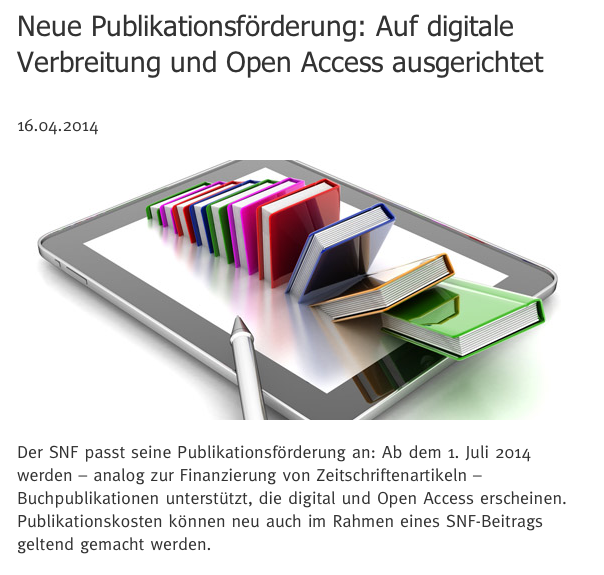 Neue Publikationsförderung: Auf digitale
Verbreitung und Open Access ausgerichtet
16.04.2014
Der SNF passt seine Publikationsförderung an: Ab dem 1. Juli 2014
werden – analog zur Finanzierung von Zeitschriftenartikeln –
Buchpublikationen unterstützt, die digital und Open Access erscheinen.
Publikationskosten können neu auch im Rahmen eines SNF-Beitrags
geltend gemacht werden.